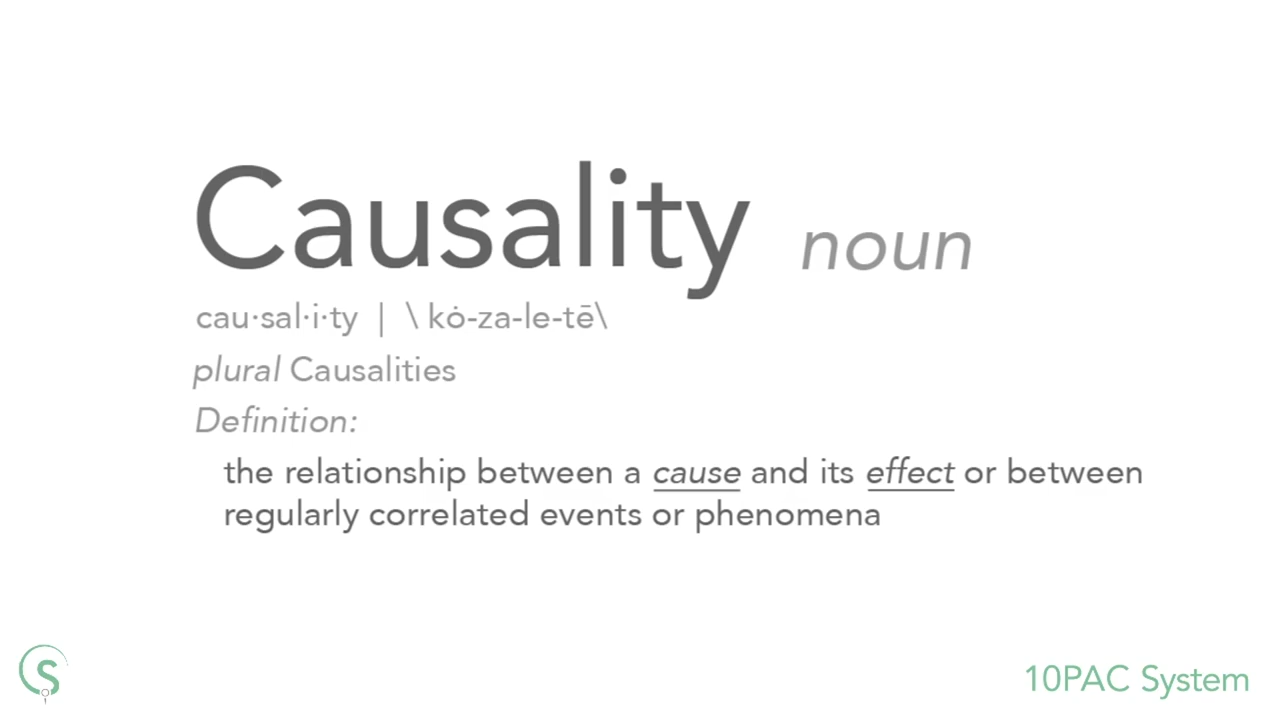 Causality noun
cau·sal·i·ty | \ kȯ-za-le-tē\
plural Causalities
Definition:
the relationship between a cause and its effect or between
regularly correlated events or phenomena
S
10PAC System